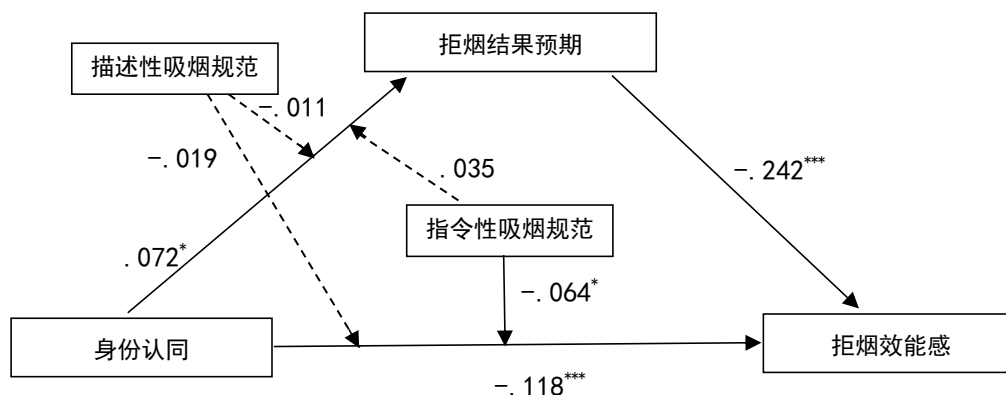 拒烟结果预期
描述性吸烟规范
-.011
-.019
.035
-.242***
指令性吸烟规范
.072*
-.064*
身份认同
拒烟效能感
-.118***